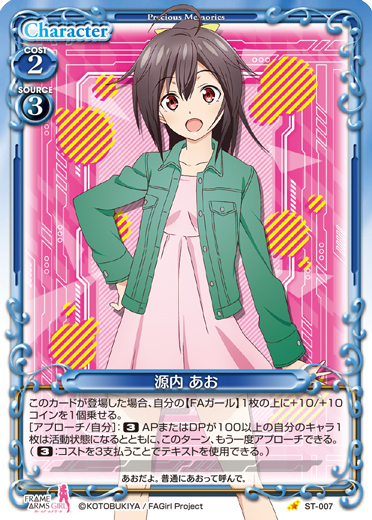 Precious Memories
Character
COST
2
SOURCE
3
源内 あお
このカードが登場した場合、自分の【FAガール】1枚の上に+10/+10
コインを1個乗せる。
[アプローチ/自分]:3 APまたはDPが100以上の自分のキャラ1
枚は活動状態になるとともに、このターン、もう一度アプローチできる。
(3:コストを3支払うことでテキストを使用できる。)
あおだよ。普通にあおって呼んで。
FRAME
ARMS GIRL
©KOTOBUKIYA / FAGirl Project
ST-007